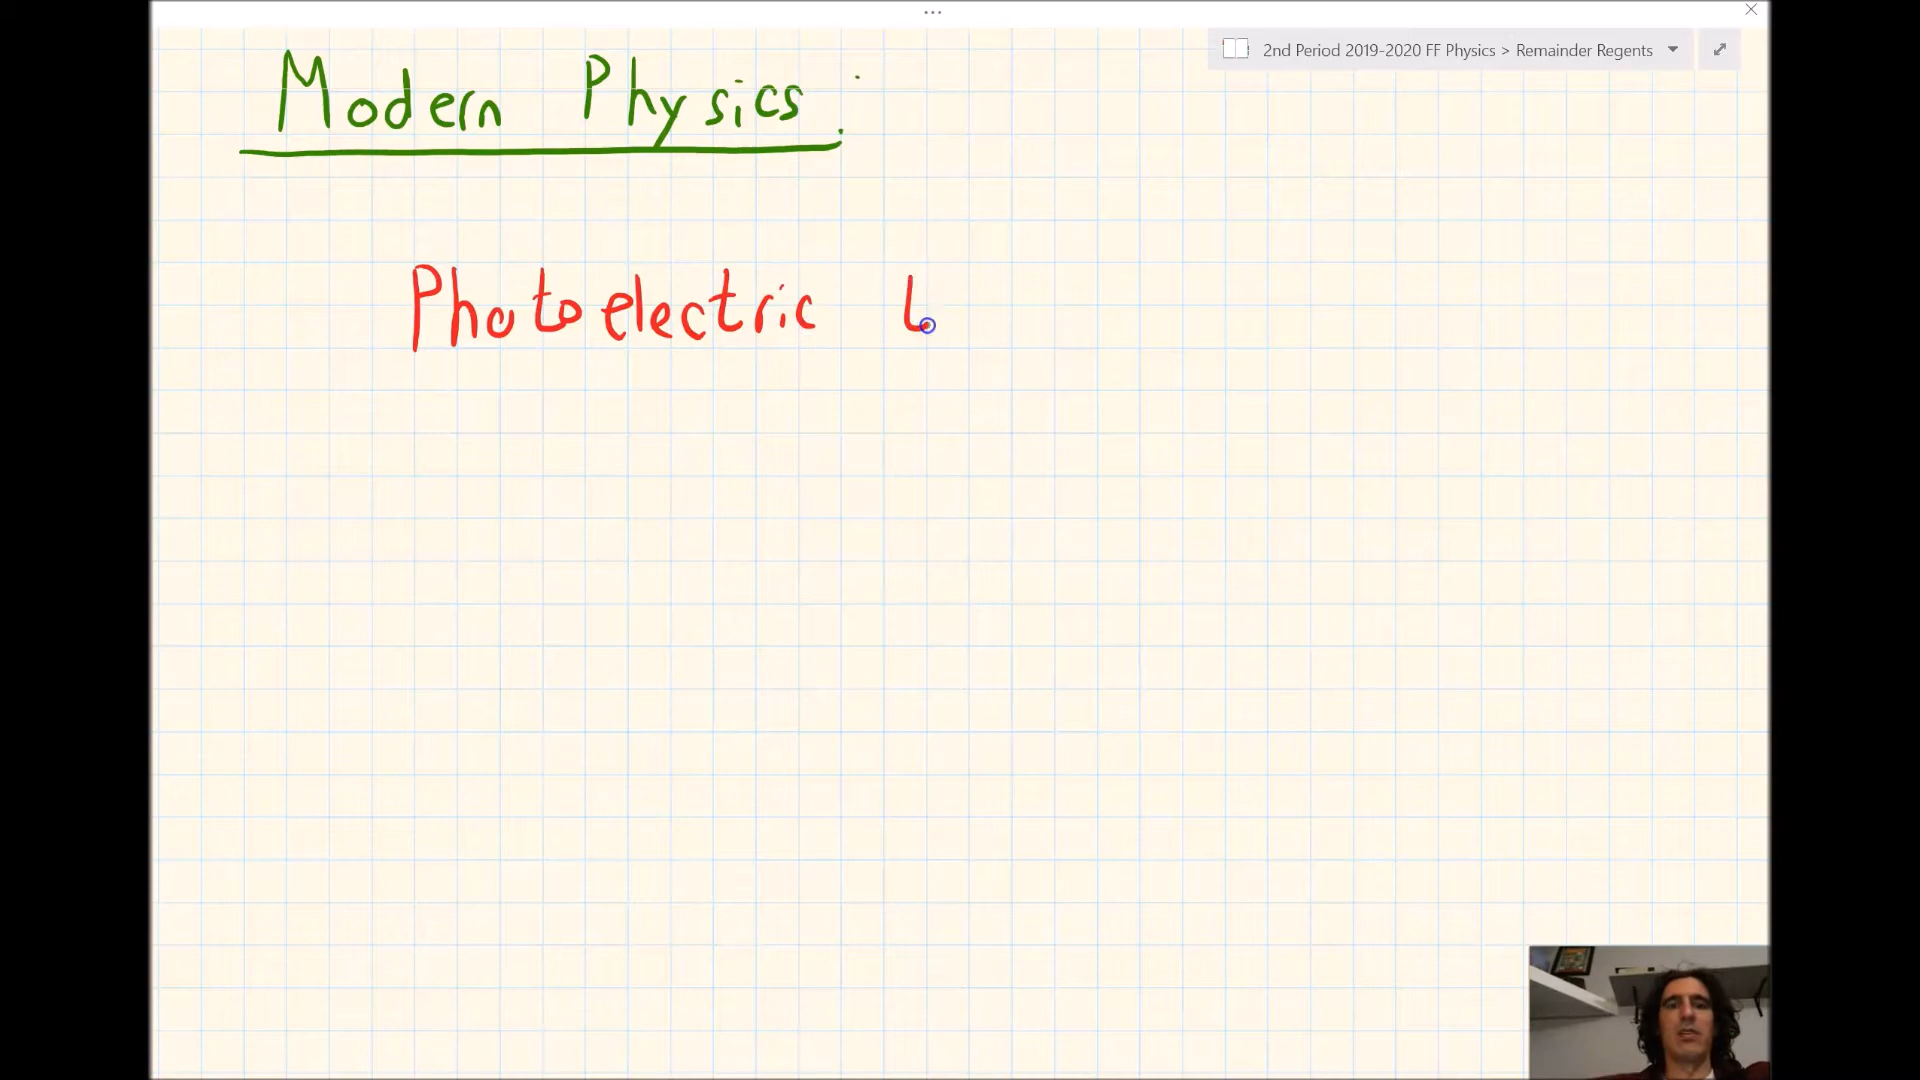 2nd Period 2019-2020 FF Physics > Remainder Regents
Modern Physics
Photoelectric